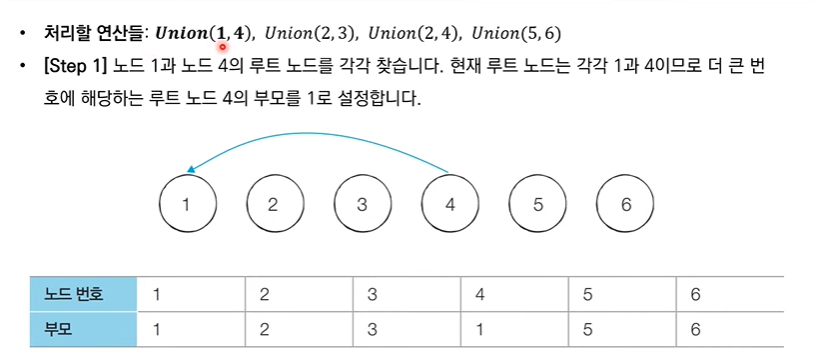 • 처리할 연산들: Union(1,4), Union(2,3), Union(2,4), Union(5,6)
• [Step 1] 노드 1과 노드 4의 루트 노드를 각각 찾습니다. 현재 루트 노드는 각각 1과 4이므로 더 큰 번
호에 해당하는 루트 노드 4의 부모를 1로 설정합니다.
1 2 3 4 5 6
노드 번호 1 2 3 4 5 6
부모 1 2 3 1 5 6